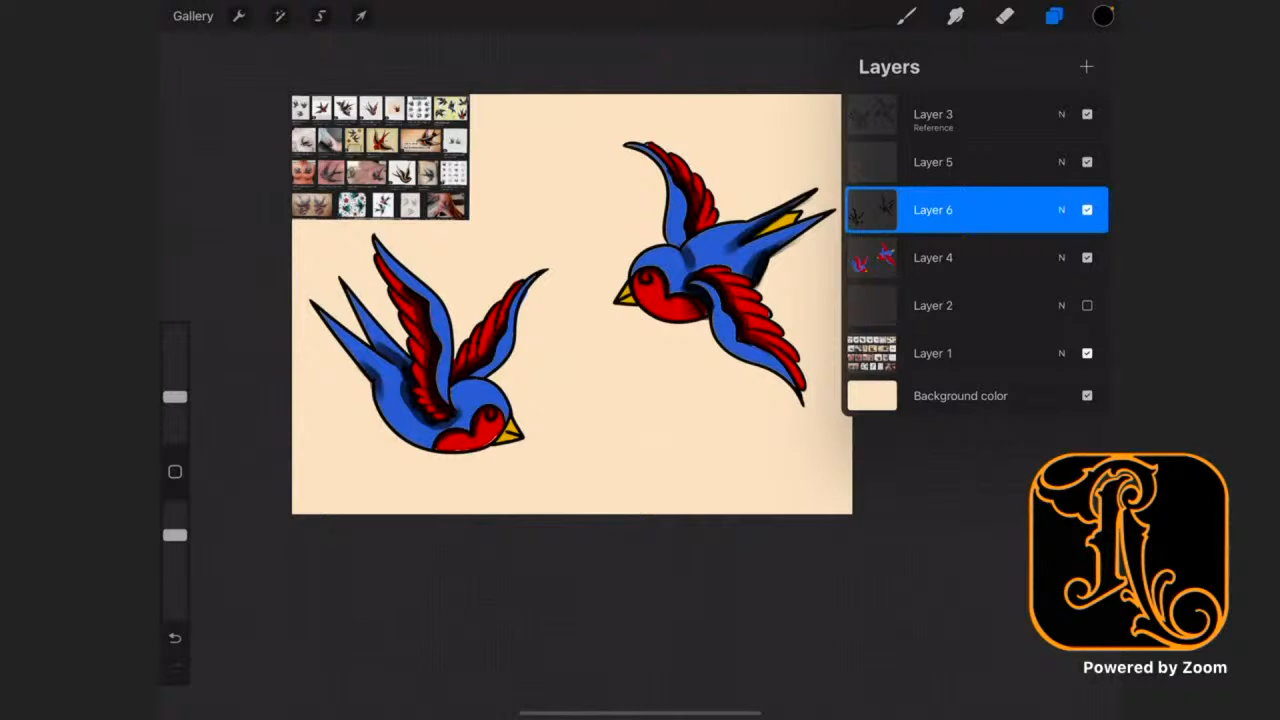 Gallery
Layers
Layer 3
N
Reference
Layer 5
N
Layer 6
N
Layer 4
N
Layer 2
N
Layer 1
N
Background color
Powered by Zoom